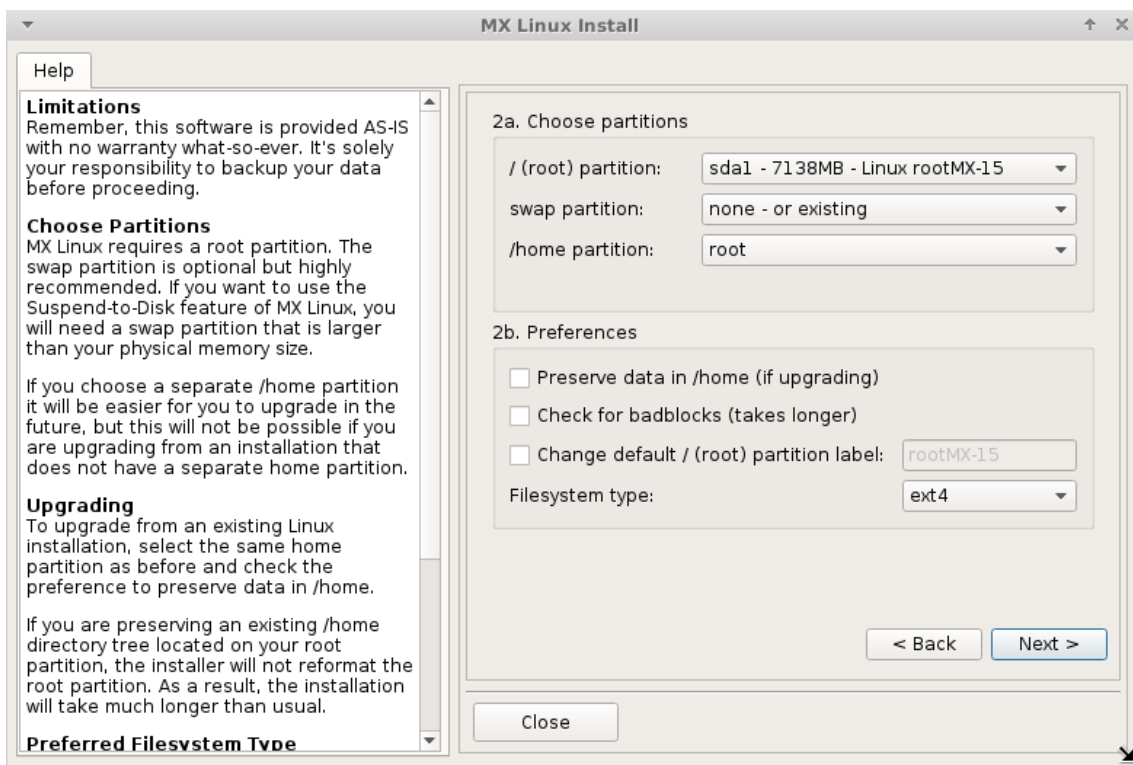 MX Linux Install
Help
Limitations
Remember, this software is provided AS-IS
with no warranty what-so-ever. It's solely
your responsibility to backup your data
before proceeding.
Choose Partitions
MX Linux requires a root partition. The
swap partition is optional but highly
recommended. If you want to use the
Suspend-to-Disk feature of MX Linux, you
will need a swap partition that is larger
than your physical memory size.
If you choose a separate /home partition
it will be easier for you to upgrade in the
future, but this will not be possible if you
are upgrading from an installation that
does not have a separate home partition.
Upgrading
To upgrade from an existing Linux
installation, select the same home
partition as before and check the
preference to preserve data in /home.
If you are preserving an existing /home
directory tree located on your root
partition, the installer will not reformat the
root partition. As a result, the installation
will take much longer than usual.
Preferred Filesystem Type
2a. Choose partitions
/ (root) partition: sda1 - 7138MB - Linux rootMX-15
swap partition: none - or existing
/home partition: root
2b. Preferences
Preserve data in /home (if upgrading)
Check for badblocks (takes longer)
Change default / (root) partition label: rootMX-15
Filesystem type: ext4
< Back Next >
Close